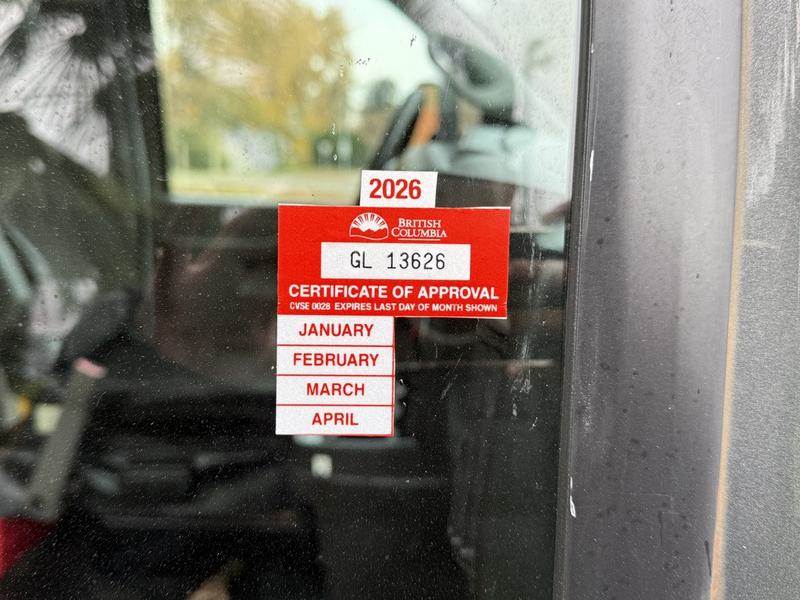 2026
BRITISH
COLUMBIA
GL 13626
CERTIFICATE OF APPROVAL
CVSE 0028 EXPIRES LAST DAY OF MONTH SHOWN
JANUARY
FEBRUARY
MARCH
APRIL